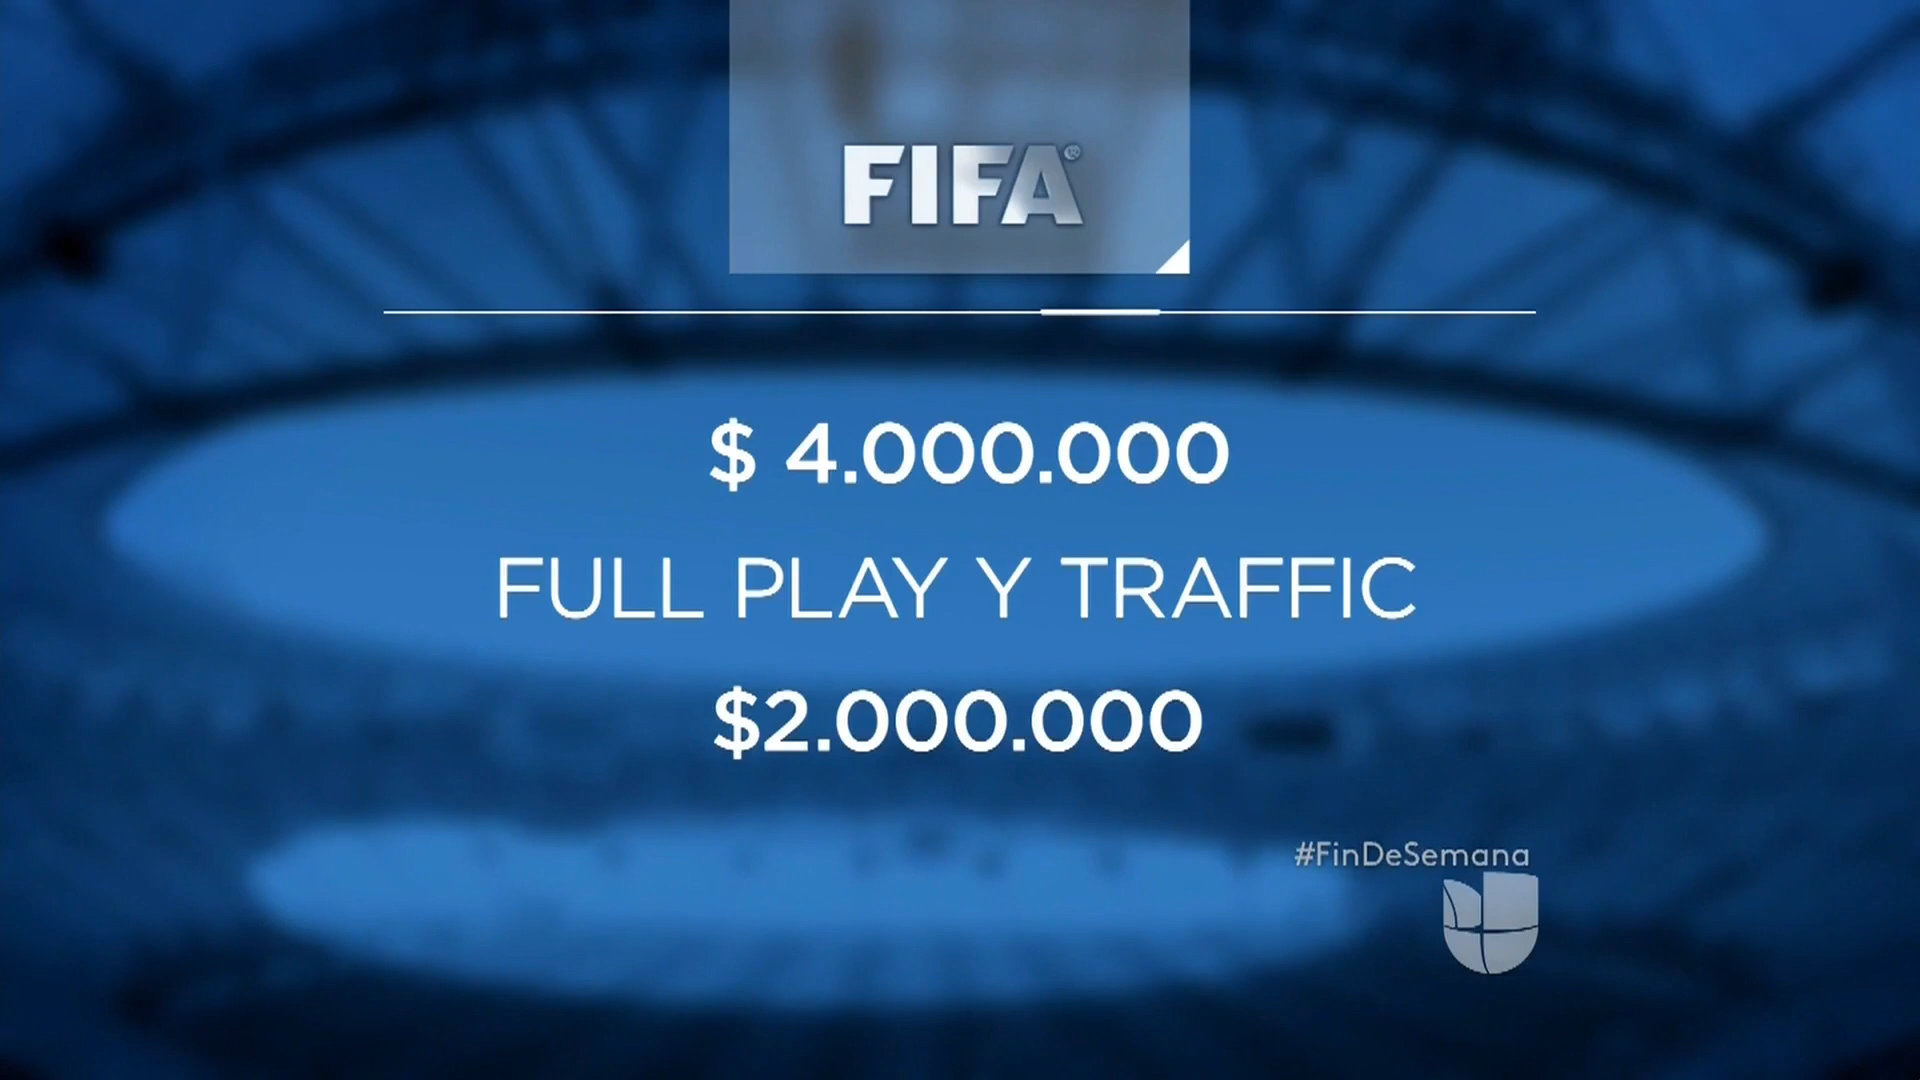 FIFA®
$ 4.000.000
FULL PLAY Y TRAFFIC
$2.000.000
#FinDeSemana